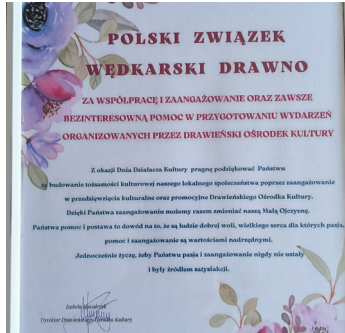 POLSKI ZWIĄZEK
WĘDKARSKI DRAWNO
ZA WSPÓŁPRACĘ I ZAANGAŻOWANIE ORAZ ZAWSZE
BEZINTERESOWNĄ POMOC W PRZYGOTOWANIU WYDARZEŃ
ORGANIZOWANYCH PRZEZ DRAWIEŃSKI OŚRODEK KULTURY
Z okazji Dnia Działacza Kultury pragnę podziękować Państwu
za budowanie tożsamości kulturowej naszego lokalnego społeczeństwa poprzez zaangażowanie
w przedsięwzięcia kulturalne oraz promocyjne Drawieńskiego Ośrodka Kultury.
Dzięki Państwa zaangażowaniu możemy razem zmieniać naszą Małą Ojczyznę.
Państwa pomoc i postawa to dowód na to, że są ludzie dobrej woli, wielkiego serca dla których pasja,
pomoc i zaangażowanie są wartościami nadrzędnymi.
Jednocześnie życzę, żeby Państwu pasja i zaangażowanie nigdy nie ustały
i były źródłem satysfakcji.
Izabela
Dyrektor Drawieńskiego Ośrodka Kultury